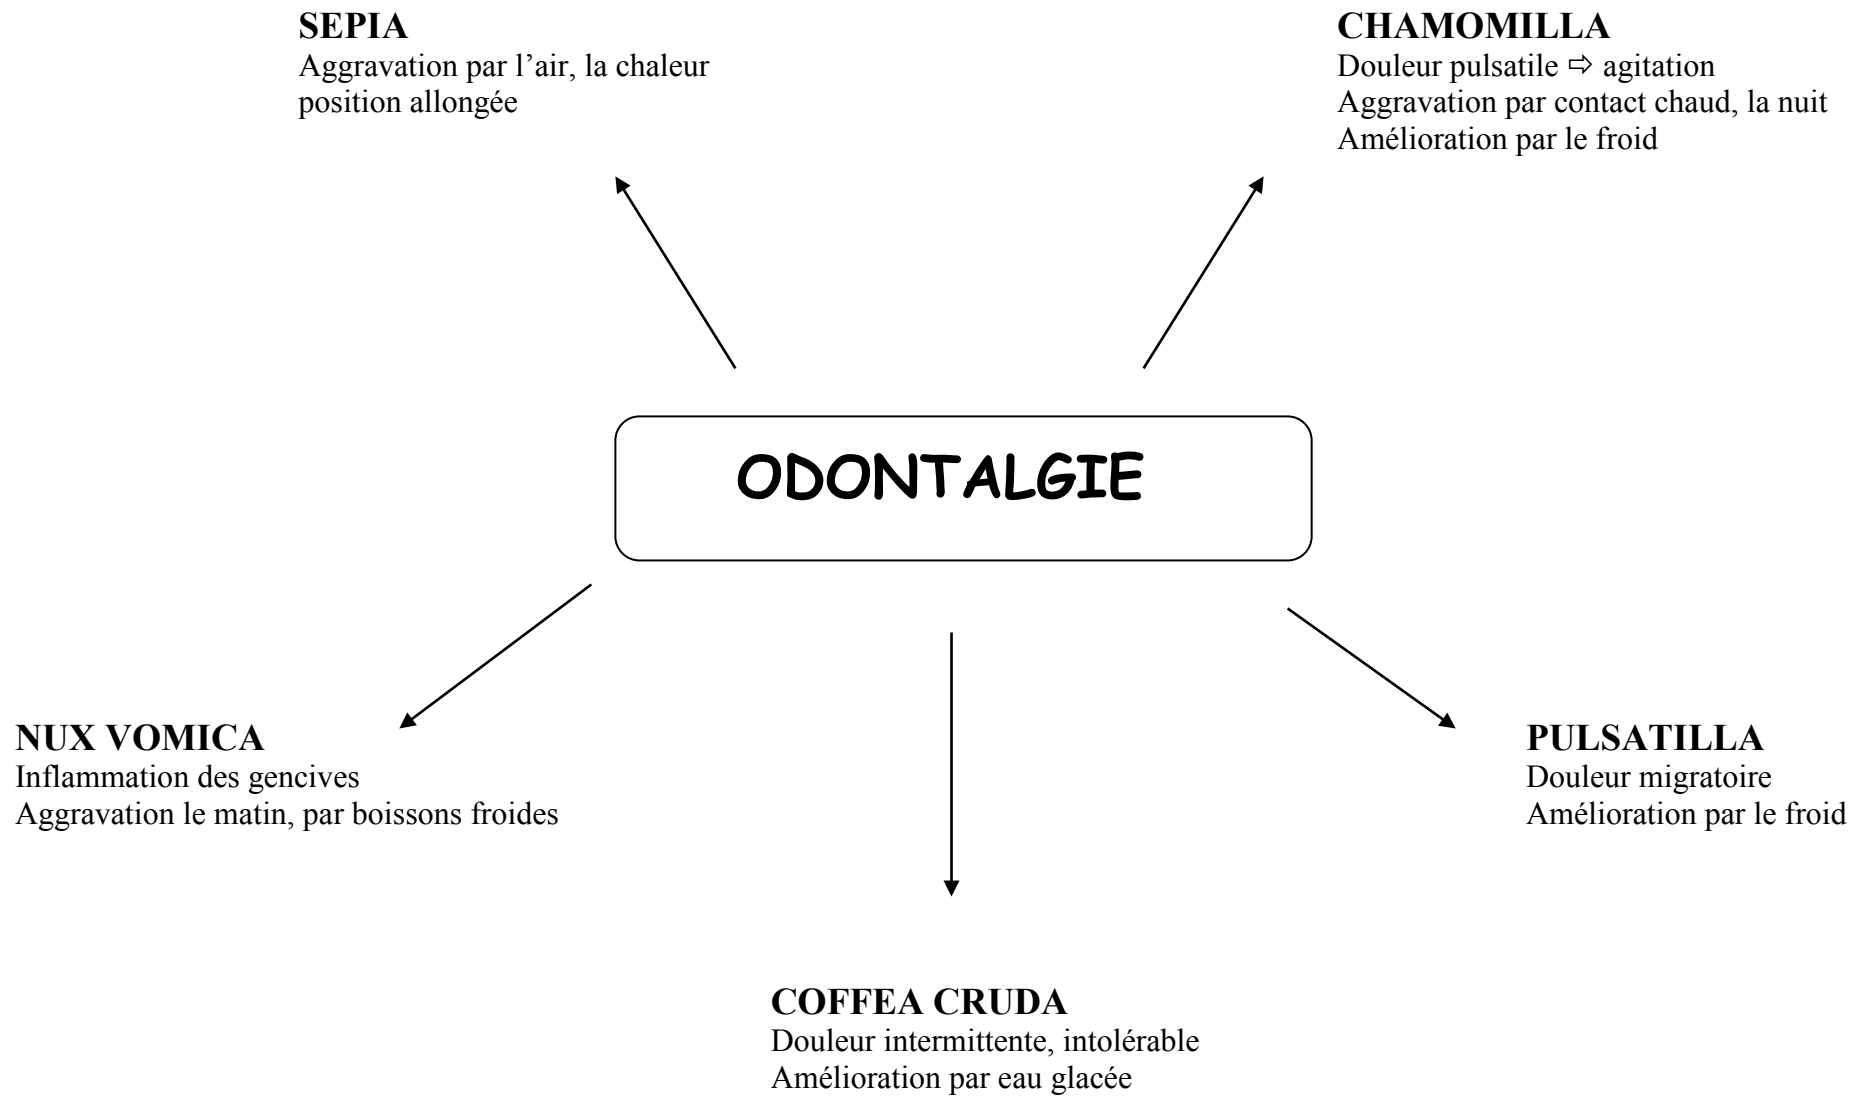 SEPIA
Aggravation par l’air, la chaleur
position allongée
CHAMOMILLA
Douleur pulsatile ⇨ agitation
Aggravation par contact chaud, la nuit
Amélioration par le froid
ODONTALGIE
NUX VOMICA
Inflammation des gencives
Aggravation le matin, par boissons froides
PULSATILLA
Douleur migratoire
Amélioration par le froid
COFFEA CRUDA
Douleur intermittente, intolérable
Amélioration par eau glacée